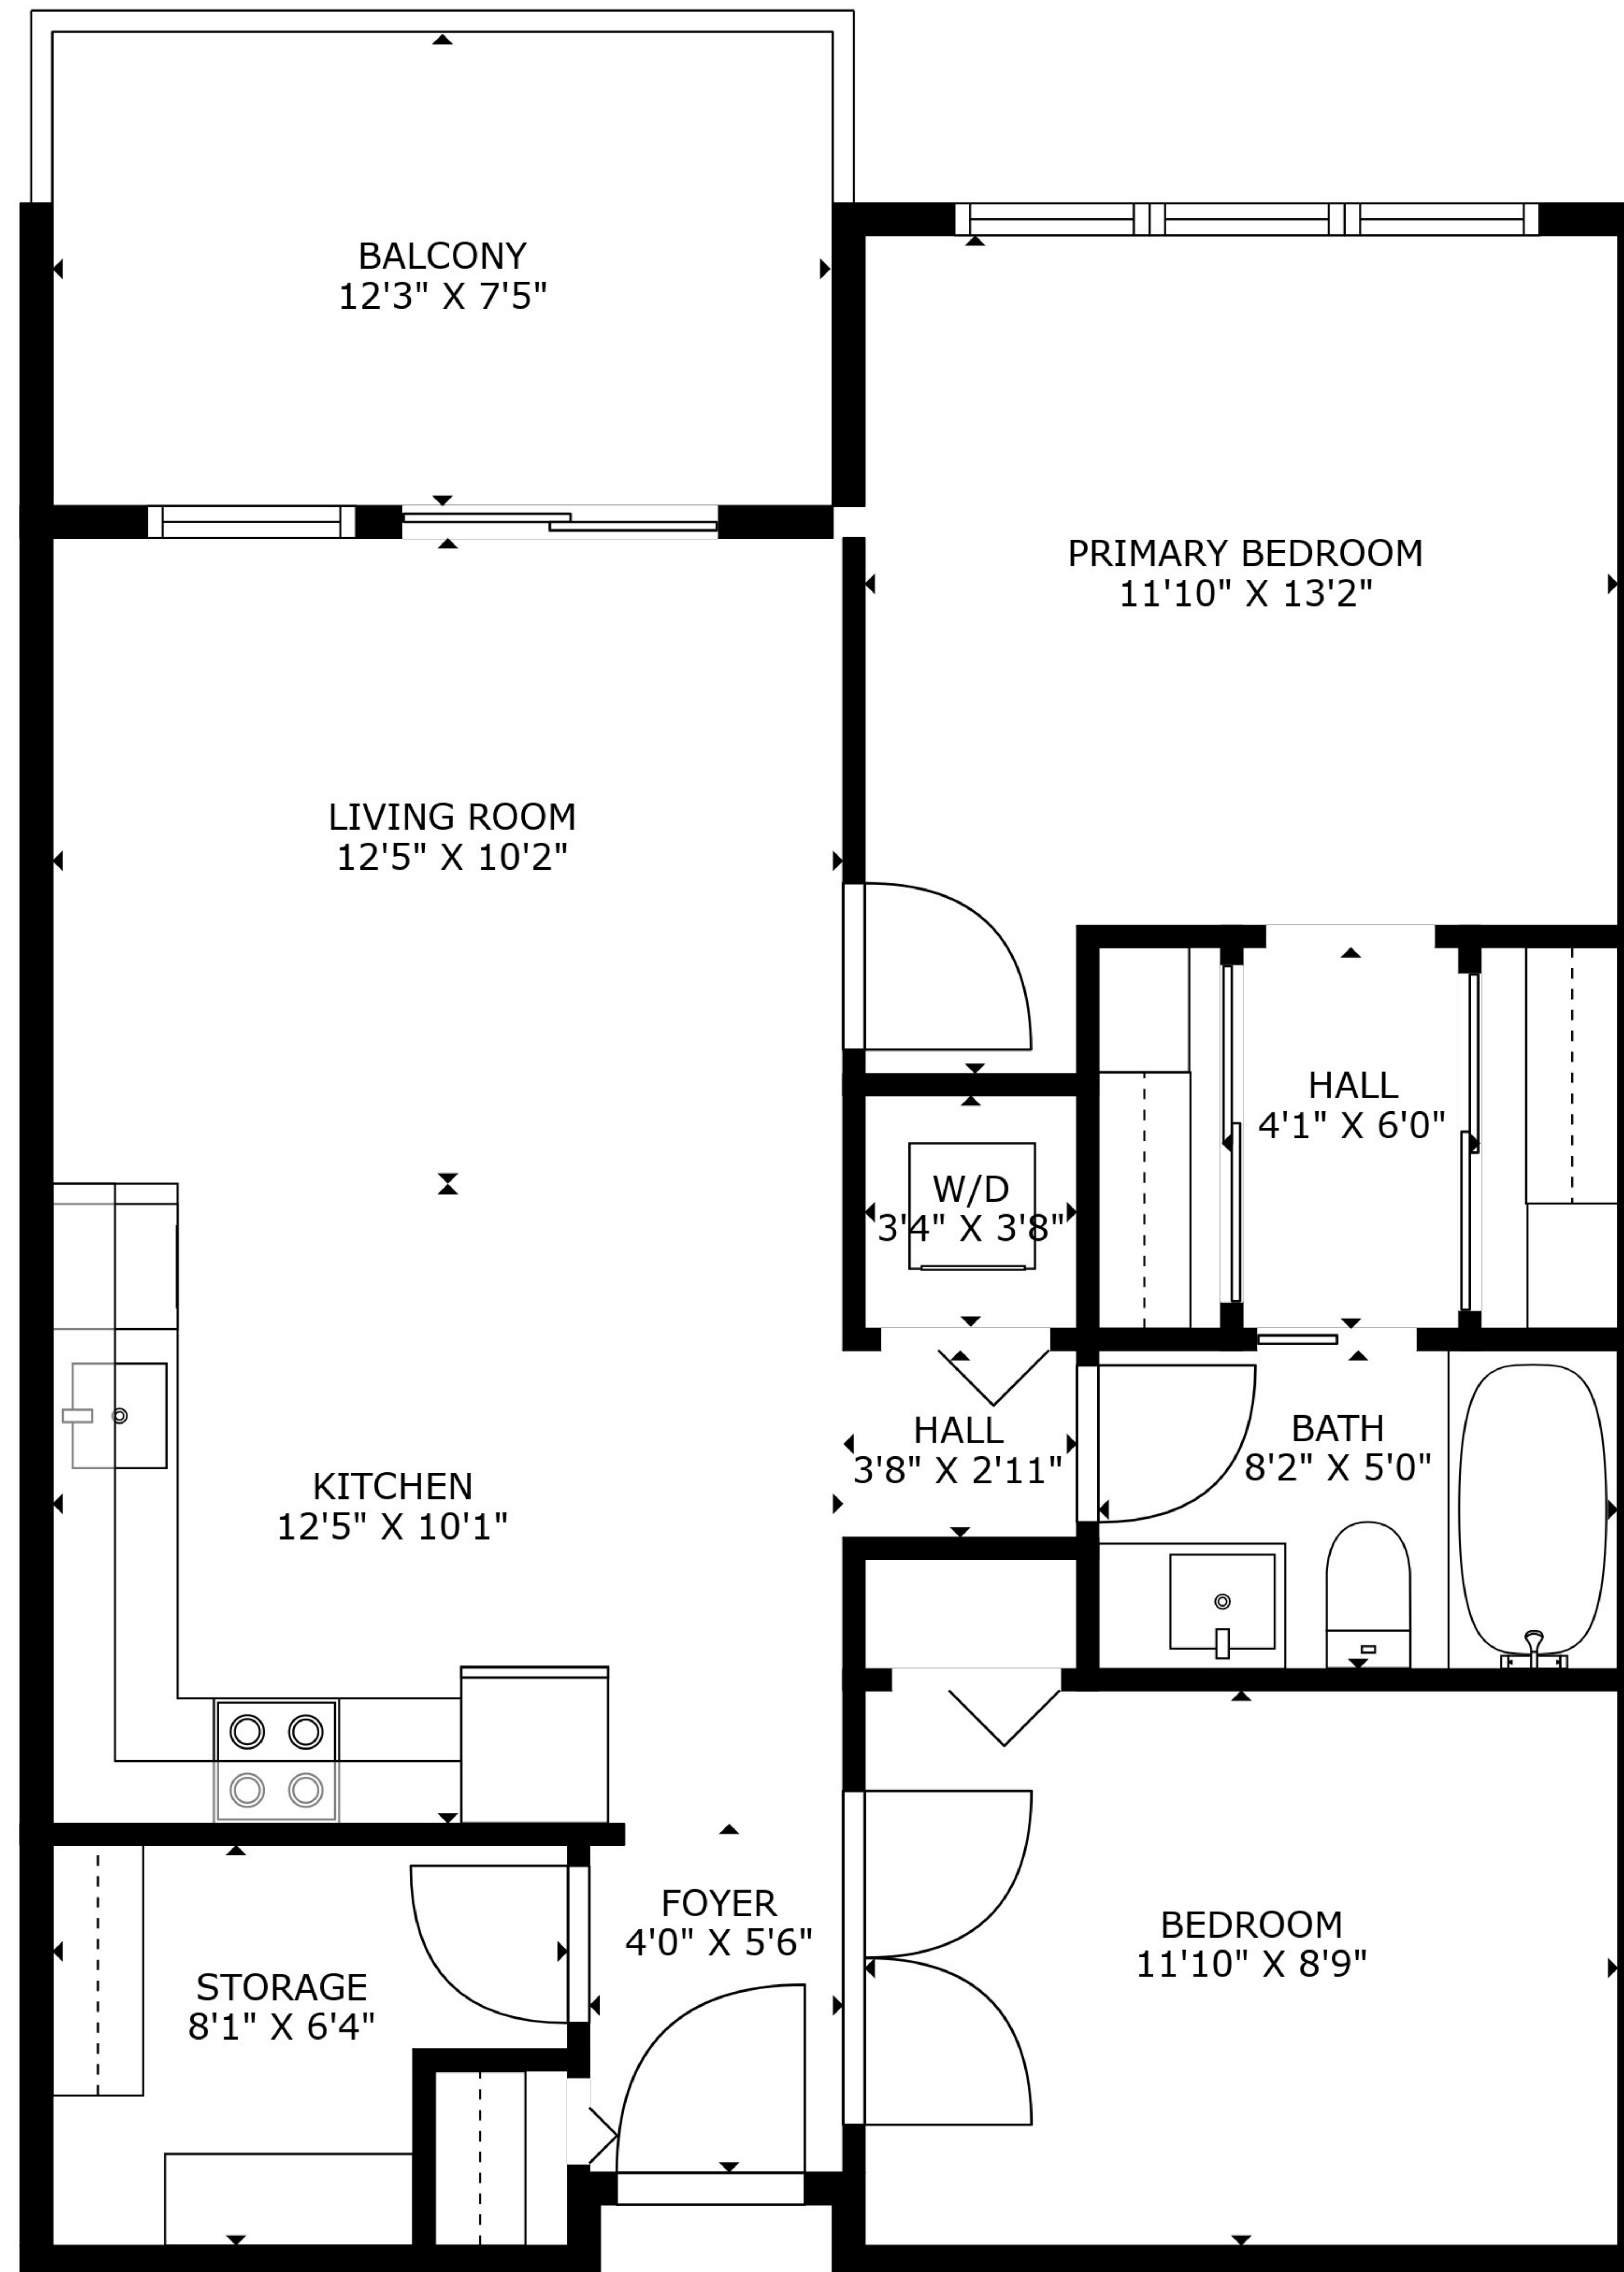 BALCONY
12'3" X 7'5"
PRIMARY BEDROOM
11'10" X 13'2"
LIVING ROOM
12'5" X 10'2"
HALL
4'1" X 6'0"
W/D
3'4" X 3'8"
HALL
3'8" X 2'11"
BATH
8'2" X 5'0"
KITCHEN
12'5" X 10'1"
FOYER
4'0" X 5'6"
BEDROOM
11'10" X 8'9"
STORAGE
8'1" X 6'4"